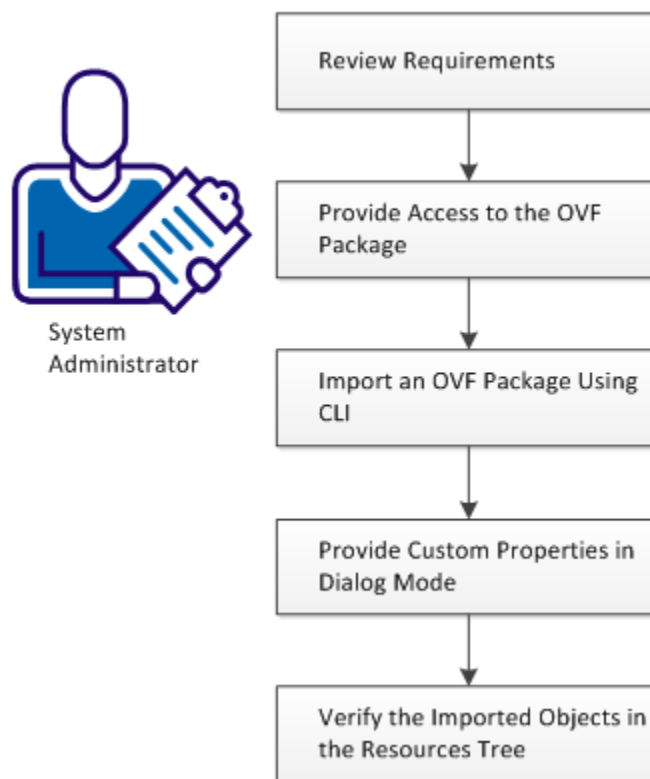 Review Requirements
Provide Access to the OVF
Package
System
Administrator
Import an OVF Package Using
CLI
Provide Custom Properties in
Dialog Mode
Verify the Imported Objects in
the Resources Tree